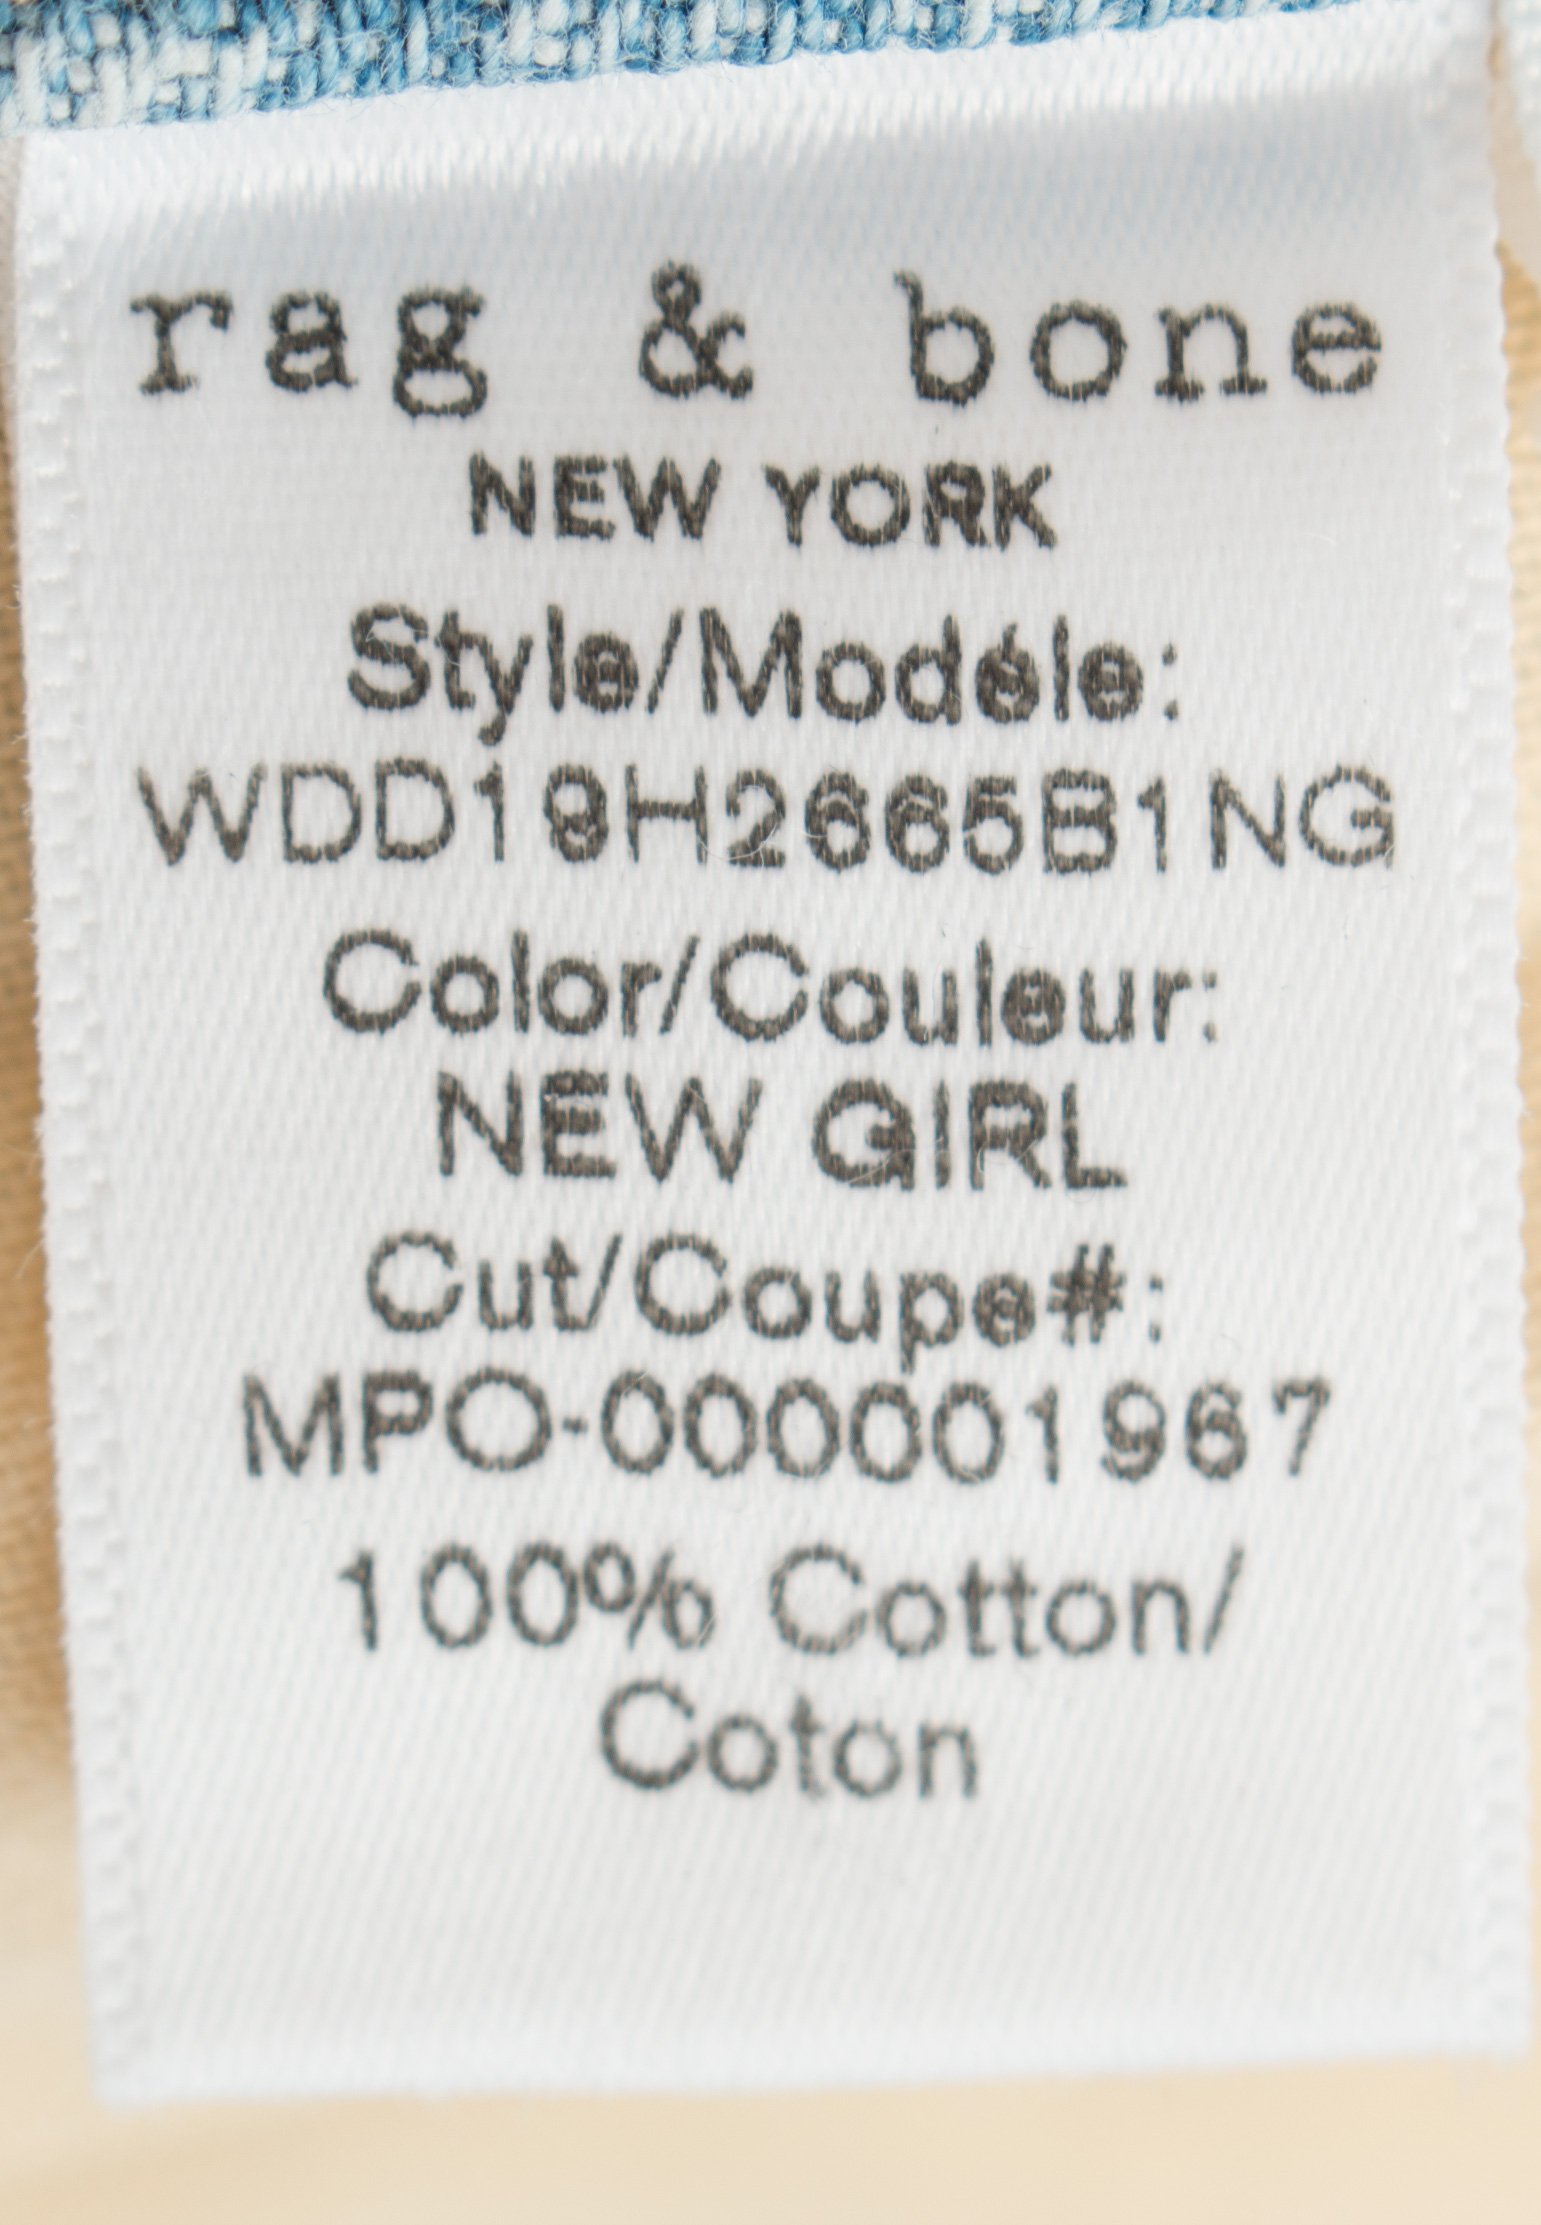 rag & bone
NEW YORK
Style/Modéle:
WDD19H2665B1NG
Color/Couleur:
NEW GIRL
Cut/Coupe#:
MPO-000001967
100% Cotton/
Coton